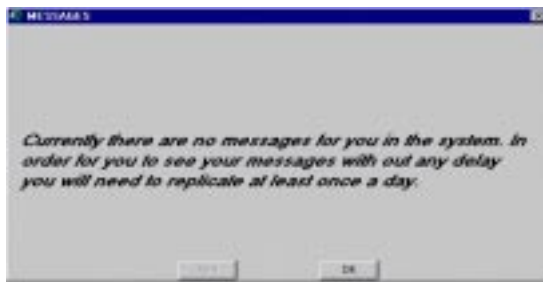 MESSAGES
Currently there are no messages for you in the system. In
order for you to see your messages with out any delay
you will need to replicate at least once a day.
OK